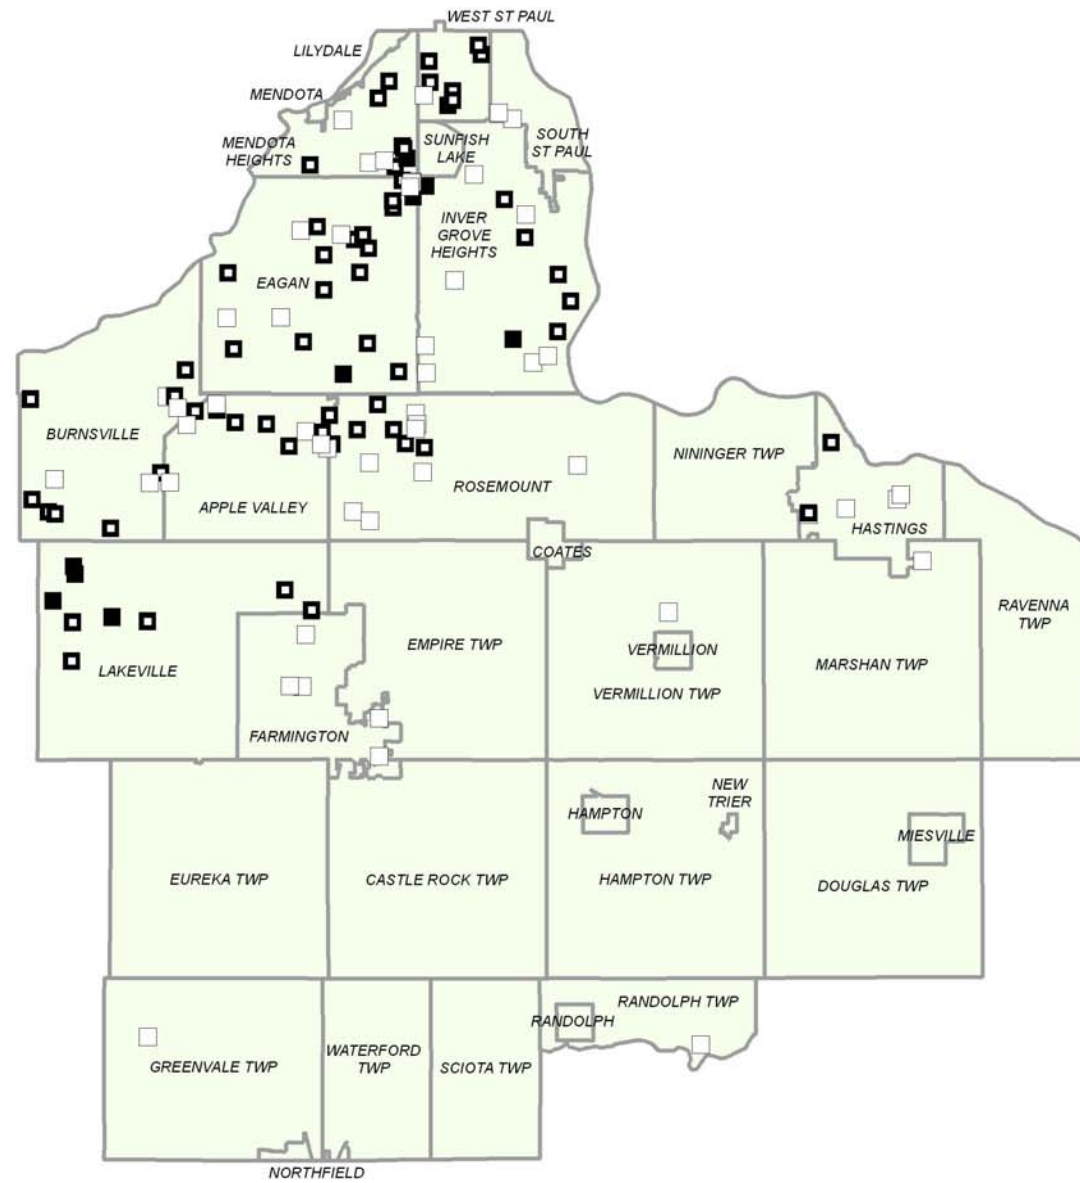 WEST ST PAUL
LILYDALE
MENDOTA
MENDOTA
HEIGHTS
SUNFISH
LAKE
SOUTH
ST PAUL
INVER
GROVE
HEIGHTS
EAGAN
BURNSVILLE
APPLE VALLEY
ROSEMOUNT
NININGER TWP
HASTINGS
COATES
RAVENNA
TWP
LAKEVILLE
EMPIRE TWP
VERMILLION
VERMILLION TWP
MARSHAN TWP
FARMINGTON
HAMPTON
NEW
TRIER
MIESVILLE
EUREKA TWP
CASTLE ROCK TWP
HAMPTON TWP
DOUGLAS TWP
RANDOLPH TWP
RANDOLPH
GREENVALE TWP
WATERFORD
TWP
SCIOTA TWP
NORTHFIELD